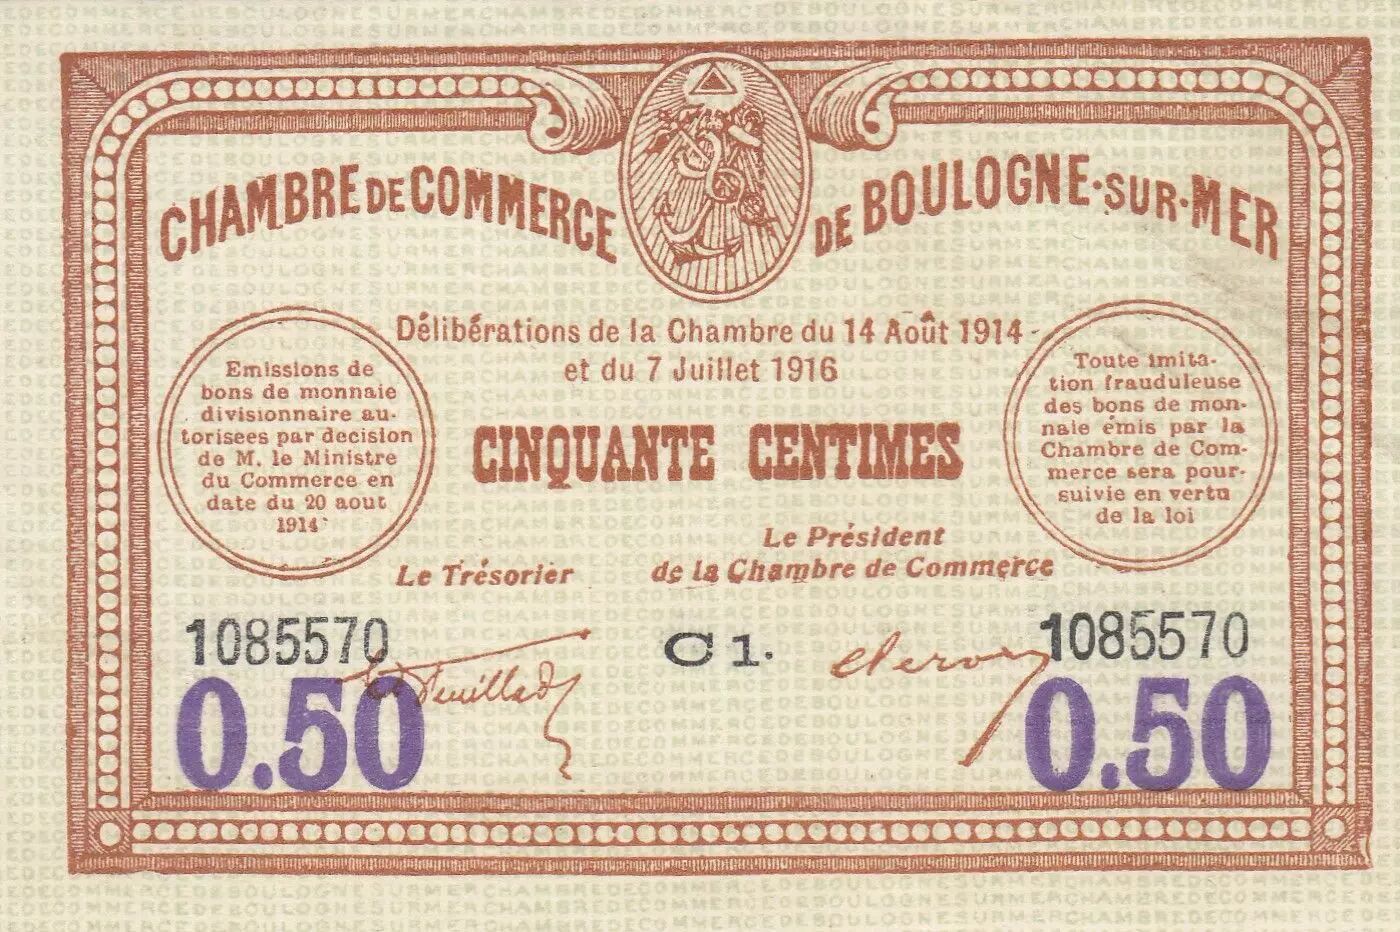 CHAMBRE DE COMMERCE DE BOULOGNE-SUR-MER
Délibérations de la Chambre du 14 Août 1914
et du 7 Juillet 1916
CINQUANTE CENTIMES
Emissions de
bons de monnaie
divisionnaire au-
torisees par decision
de M. le Ministre
du Commerce en
date du 20 aout
1914
Toute imita-
tion frauduleuse
des bons de mon-
naie émis par la
Chambre de Com-
merce sera pour-
suivie en vertu
de la loi
Le Trésorier
Le Président
de la Chambre de Commerce
1085570
C 1.
1085570
0.50
0.50